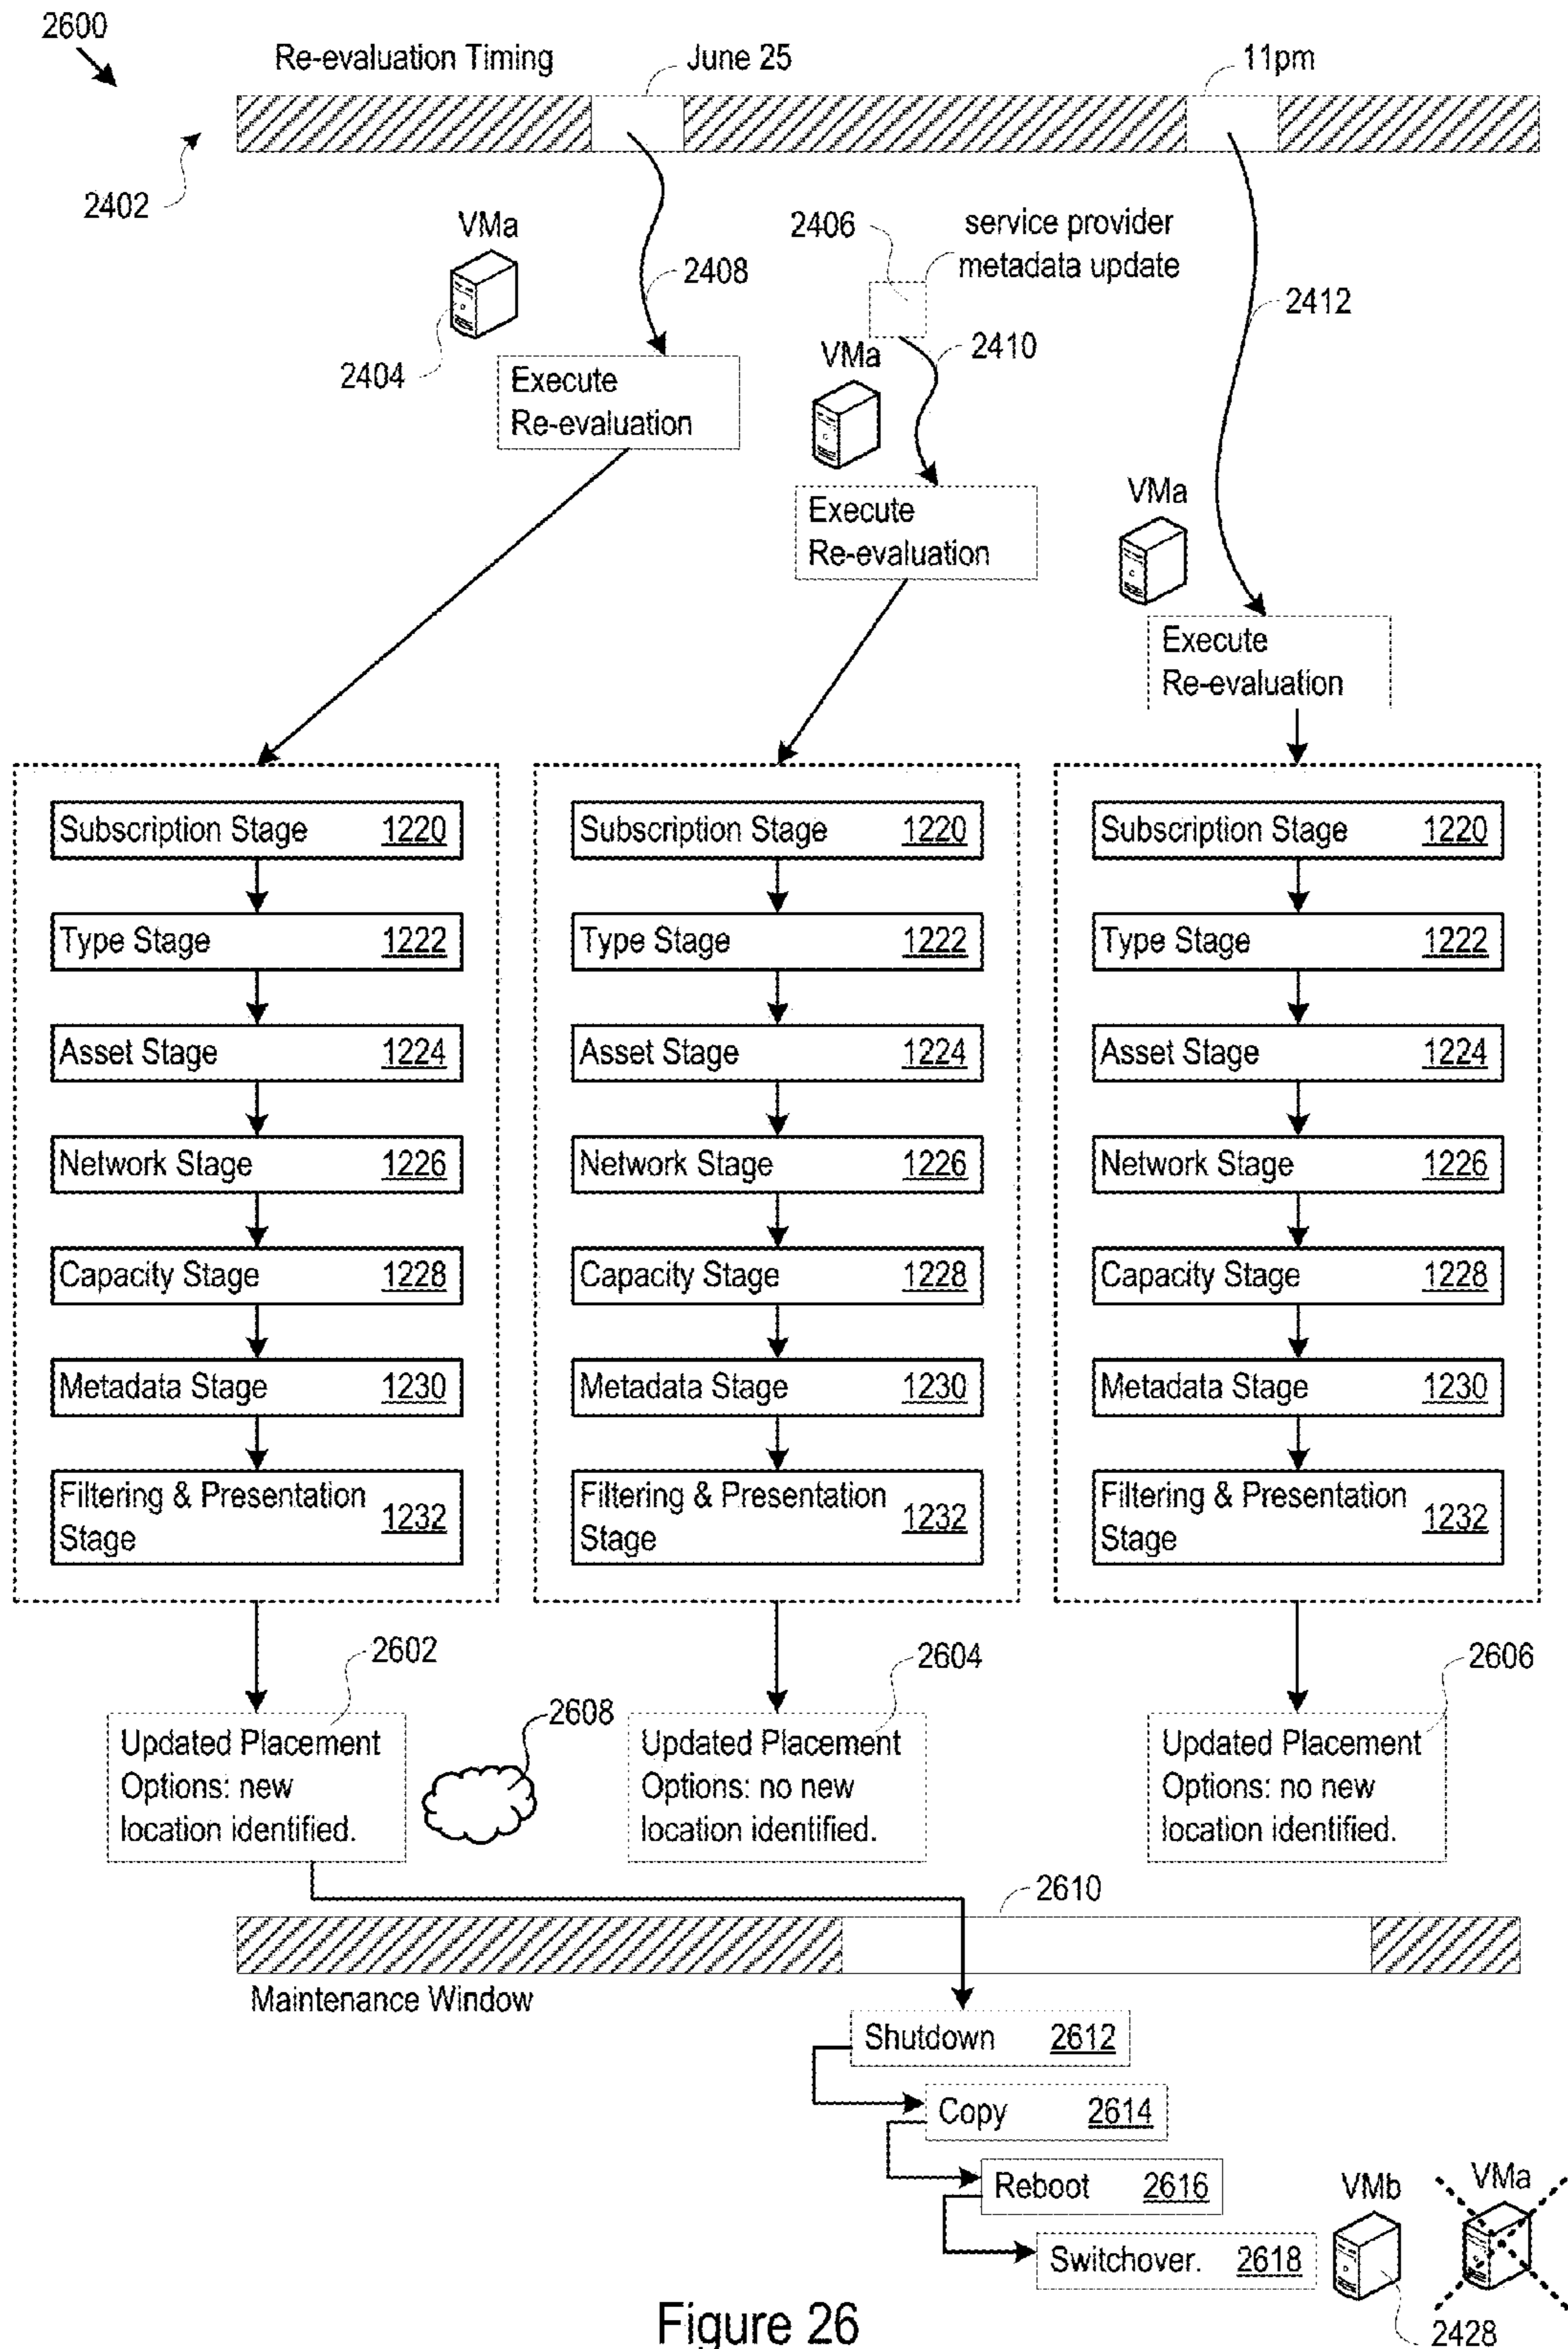 2600
Re-evaluation Timing
June 25
11pm
2402
VMa
2404
2408
2406
service provider
metadata update
2410
2412
Execute
Re-evaluation
VMa
Execute
Re-evaluation
VMa
Execute
Re-evaluation
Subscription Stage 1220
Type Stage 1222
Asset Stage 1224
Network Stage 1226
Capacity Stage 1228
Metadata Stage 1230
Filtering & Presentation
Stage 1232
Subscription Stage 1220
Type Stage 1222
Asset Stage 1224
Network Stage 1226
Capacity Stage 1228
Metadata Stage 1230
Filtering & Presentation
Stage 1232
Subscription Stage 1220
Type Stage 1222
Asset Stage 1224
Network Stage 1226
Capacity Stage 1228
Metadata Stage 1230
Filtering & Presentation
Stage 1232
2602
Updated Placement
Options: new
location identified.
2608
2604
Updated Placement
Options: no new
location identified.
2606
Updated Placement
Options: no new
location identified.
2610
Maintenance Window
Shutdown 2612
Copy 2614
Reboot 2616
Switchover. 2618
VMb
VMa
2428
Figure 26